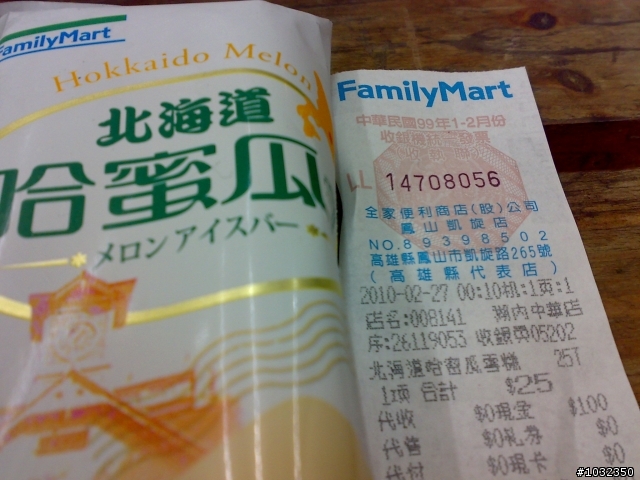 FamilyMart
Hokkaido Melon
北海道
哈蜜瓜
メロンアイスバー
FamilyMart
中華民國99年1-2月份
收銀機統一發票
LL 14708056
全家便利商店(股)公司
鳳山凱旋店
NO.89398502
高雄縣鳳山市凱旋路265號
(高雄縣代表店)
2010-02-27 00:10機:1頁:1
店名:008141 湖內中華店
序:26119053 收銀員05202
北海道哈密瓜雪糕 25T
1項 合計 $25
代收 $0現金 $100
代售 $0禮券 $0
代付 $0現卡 $0
#1032350